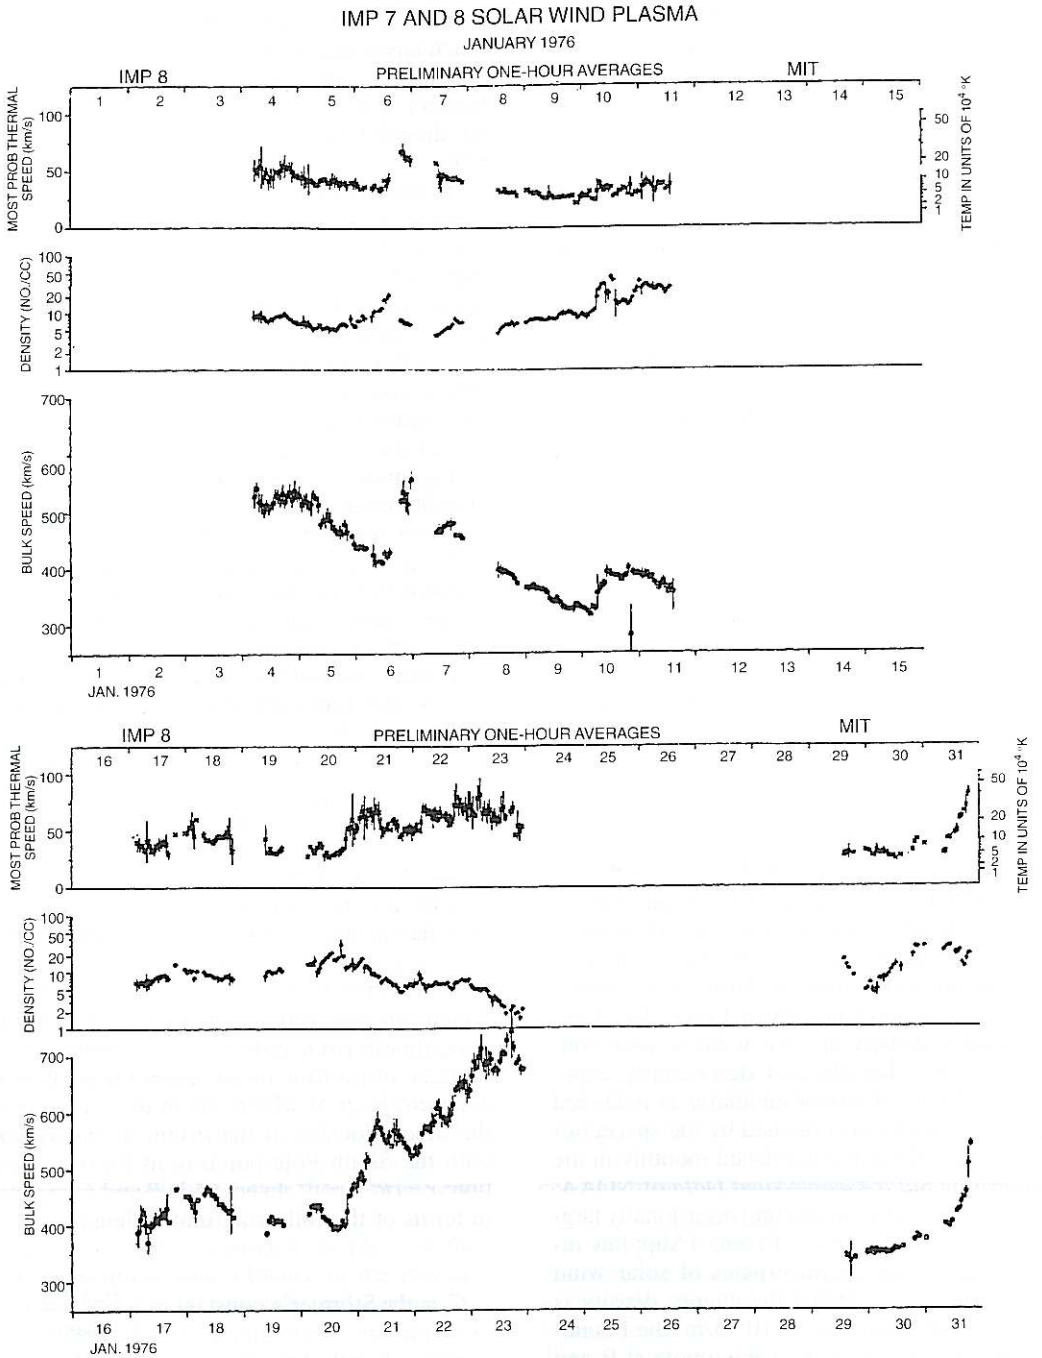 IMP 7 AND 8 SOLAR WIND PLASMA
JANUARY 1976
IMP 8 PRELIMINARY ONE-HOUR AVERAGES MIT
1 2 3 4 5 6 7 8 9 10 11 12 13 14 15
MOST PROB THERMAL
SPEED (km/s)
100
50
0
TEMP IN UNITS OF 10⁴ °K
50
20
10
5
2
1
DENSITY (NO./CC)
100
50
20
10
5
2
1
BULK SPEED (km/s)
700
600
500
400
300
1 2 3 4 5 6 7 8 9 10 11 12 13 14 15
JAN. 1976
IMP 8 PRELIMINARY ONE-HOUR AVERAGES MIT
16 17 18 19 20 21 22 23 24 25 26 27 28 29 30 31
MOST PROB THERMAL
SPEED (km/s)
100
50
0
TEMP IN UNITS OF 10⁴ °K
50
20
10
5
2
1
DENSITY (NO./CC)
100
50
20
10
5
2
1
BULK SPEED (km/s)
700
600
500
400
300
16 17 18 19 20 21 22 23 24 25 26 27 28 29 30 31
JAN. 1976